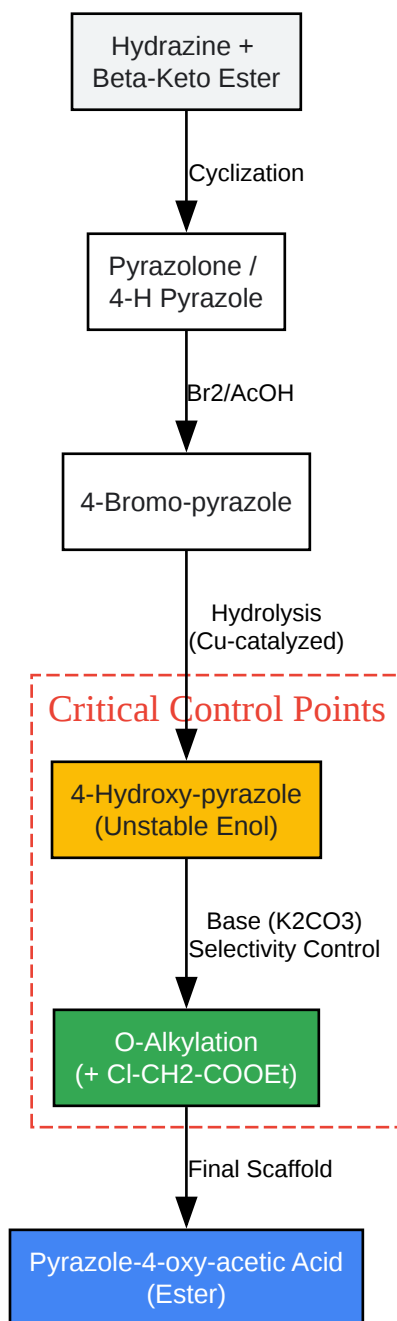 Hydrazine +
Beta-Keto Ester
Cyclization
Pyrazolone /
4-H Pyrazole
Br2/AcOH
4-Bromo-pyrazole
Hydrolysis
(Cu-catalyzed)
Critical Control Points
4-Hydroxy-pyrazole
(Unstable Enol)
Base (K2CO3)
Selectivity Control
O-Alkylation
(+ Cl-CH2-COOEt)
Final Scaffold
Pyrazole-4-oxy-acetic Acid
(Ester)